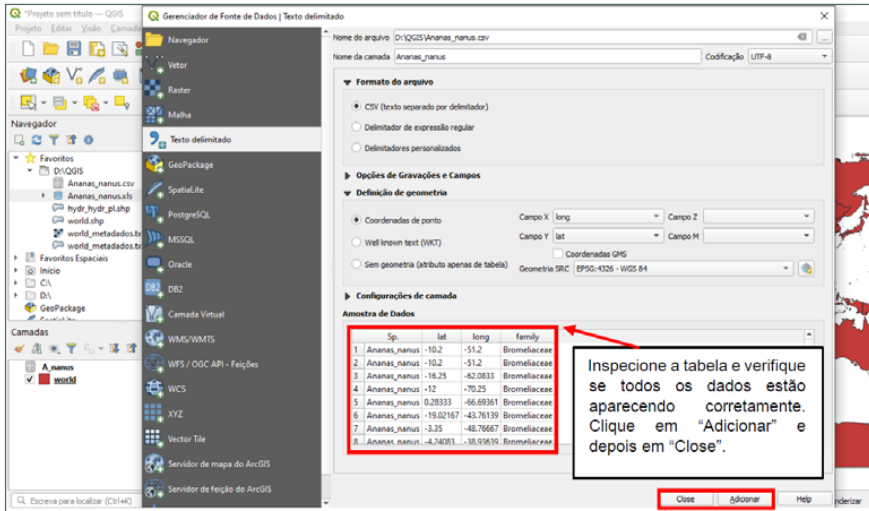 *Projeto sem título — QGIS
Projeto Editar Visão Camada
Navegador
Favoritos
D:\QGIS
Ananas_nanus.csv
Ananas_nanus.xls
hydr_hydr_pl.shp
world.shp
world_metadados.tx
world_metadados.tx
Favoritos Espaciais
Início
C:\
D:\
GeoPackage
Camadas
A_nanus
world
Escreva para localizar (Ctrl+K)
Gerenciador de Fonte de Dados | Texto delimitado
Navegador
Vetor
Raster
Malha
Texto delimitado
GeoPackage
SpatiaLite
PostgreSQL
MSSQL
Oracle
DB2
Camada Virtual
WMS/WMTS
WFS / OGC API - Feições
WCS
XYZ
Vector Tile
Servidor de mapa do ArcGIS
Servidor de feição do ArcGIS
Nome do arquivo D:\QGIS\Ananas_nanus.csv
Nome da camada Ananas_nanus Codificação UTF-8
Formato do arquivo
CSV (texto separado por delimitador)
Delimitador de expressão regular
Delimitadores personalizados
Opções de Gravações e Campos
Definição de geometria
Coordenadas de ponto Campo X long Campo Z
Well known text (WKT) Campo Y lat Campo M
Coordenadas GMS
Sem geometria (atributo apenas de tabela) Geometria SRC EPSG:4326 - WGS 84
Configurações de camada
Amostra de Dados
Sp. lat long family
1 Ananas_nanus -10.2 -51.2 Bromeliaceae
2 Ananas_nanus -10.2 -51.2 Bromeliaceae
3 Ananas_nanus -16.25 -62.0833 Bromeliaceae
4 Ananas_nanus -12 -70.25 Bromeliaceae
5 Ananas_nanus 0.28333 -66.69361 Bromeliaceae
6 Ananas_nanus -19.02167 -43.76139 Bromeliaceae
7 Ananas_nanus -3.35 -48.76667 Bromeliaceae
8 Ananas_nanus -4.24083 -38.93639 Bromeliaceae
Inspecione a tabela e verifique
se todos os dados estão
aparecendo corretamente.
Clique em “Adicionar” e
depois em “Close”.
Close Adicionar Help
nderizar